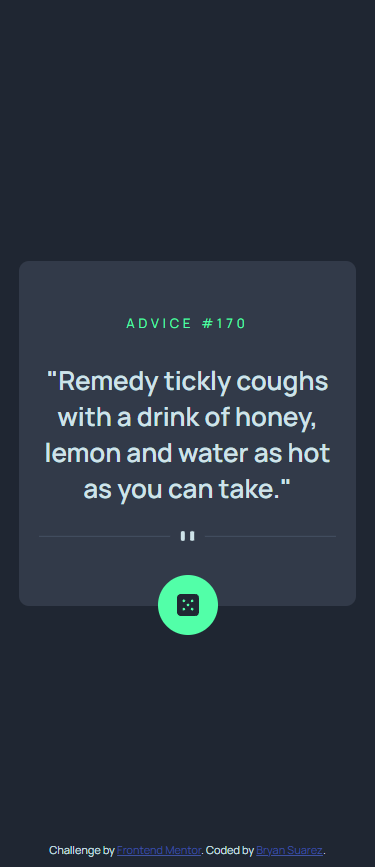 ADVICE #170
"Remedy tickly coughs
with a drink of honey,
lemon and water as hot
as you can take."
Challenge by Frontend Mentor. Coded by Bryan Suarez.